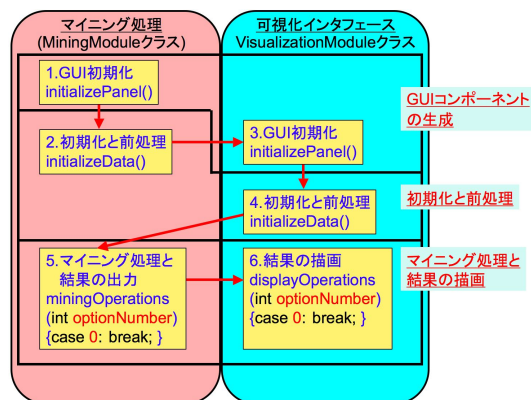 マイニング処理
(MiningModuleクラス)
可視化インタフェース
VisualizationModuleクラス
1.GUI初期化
initializePanel()
GUIコンポーネント
の生成
2.初期化と前処理
initializeData()
3.GUI初期化
initializePanel()
4.初期化と前処理
initializeData()
初期化と前処理
5.マイニング処理と
結果の出力
miningOperations
(int optionNumber)
{case 0: break; }
6.結果の描画
displayOperations
(int optionNumber)
{case 0: break; }
マイニング処理と
結果の描画